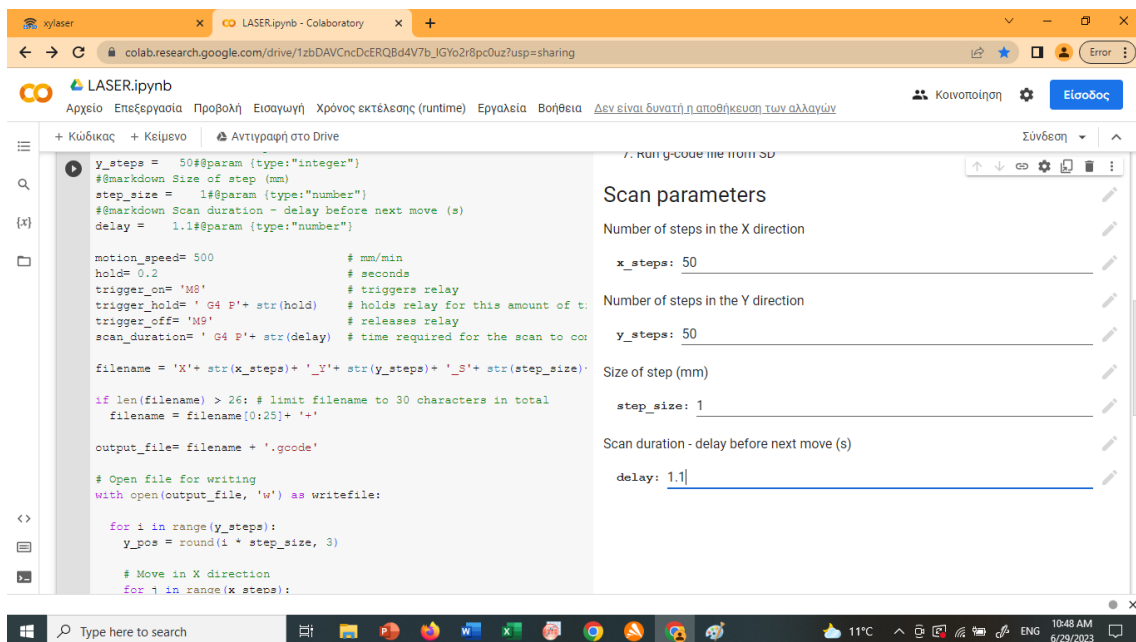 xylaser
LASER.ipynb - Colaboratory
colab.research.google.com/drive/1zbDAVCncDcERQBd4V7b_lGYo2r8pc0uz?usp=sharing
Error
LASER.ipynb
Αρχείο Επεξεργασία Προβολή Εισαγωγή Χρόνος εκτέλεσης (runtime) Εργαλεία Βοήθεια Δεν είναι δυνατή η αποθήκευση των αλλαγών
Κοινοποίηση
Είσοδος
+ Κώδικας + Κείμενο Αντιγραφή στο Drive
Σύνδεση
y_steps = 50#@param {type:"integer"}
#@markdown Size of step (mm)
step_size = 1#@param {type:"number"}
#@markdown Scan duration - delay before next move (s)
delay = 1.1#@param {type:"number"}
motion_speed= 500 # mm/min
hold= 0.2 # seconds
trigger_on= 'M8' # triggers relay
trigger_hold= ' G4 P'+ str(hold) # holds relay for this amount of t
trigger_off= 'M9' # releases relay
scan_duration= ' G4 P'+ str(delay) # time required for the scan to co
filename = 'X'+ str(x_steps)+ '_Y'+ str(y_steps)+ '_S'+ str(step_size)
if len(filename) > 26: # limit filename to 30 characters in total
filename = filename[0:25]+ '+'
output_file= filename + '.gcode'
# Open file for writing
with open(output_file, 'w') as writefile:
for i in range(y_steps):
y_pos = round(i * step_size, 3)
# Move in X direction
for j in range(x_steps):
7. Run g-code file from SD
Scan parameters
Number of steps in the X direction
x_steps: 50
Number of steps in the Y direction
y_steps: 50
Size of step (mm)
step_size: 1
Scan duration - delay before next move (s)
delay: 1.1
{x}
Type here to search
11°C
ENG
10:48 AM
6/29/2023